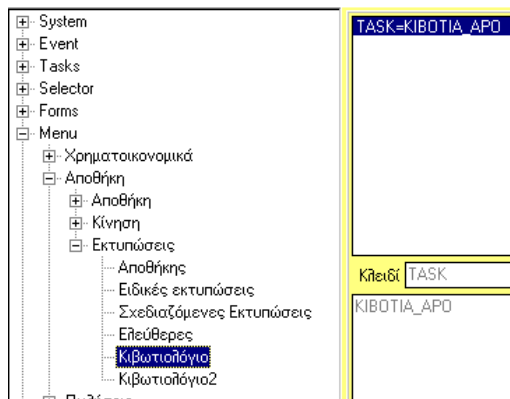 System
Event
Tasks
Selector
Forms
Menu
Χρηματοικονομικά
Αποθήκη
Αποθήκη
Κίνηση
Εκτυπώσεις
Αποθήκης
Ειδικές εκτυπώσεις
Σχεδιαζόμενες Εκτυπώσεις
Ελεύθερες
Κιβωτιολόγιο
Κιβωτιολόγιο2
TASK=KIBOTIA_APO
Κλειδί TASK
KIBOTIA_APO